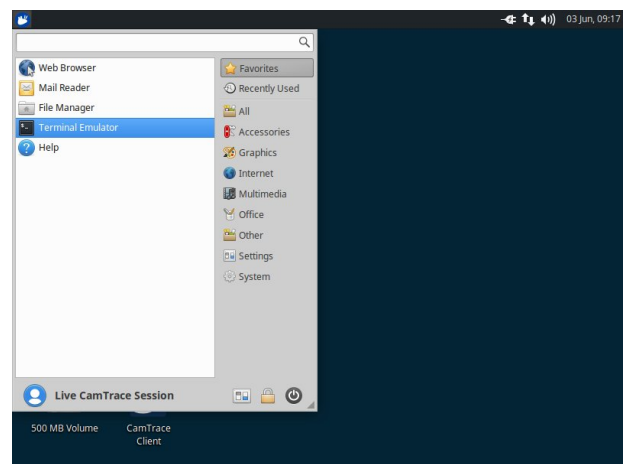 03 Jun, 09:17
Web Browser
Mail Reader
File Manager
Terminal Emulator
Help
Favorites
Recently Used
All
Accessories
Graphics
Internet
Multimedia
Office
Other
Settings
System
Live CamTrace Session
500 MB Volume
CamTrace
Client